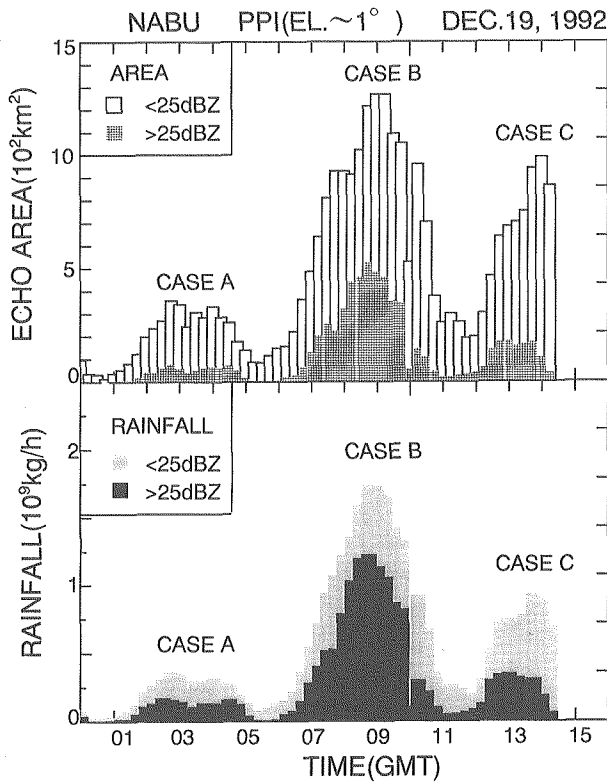 NABU PPI(EL.~1°) DEC.19, 1992
15
10
5
0
ECHO AREA(10²km²)
AREA
<25dBZ
>25dBZ
CASE A
CASE B
CASE C
2
1
0
RAINFALL(10⁹kg/h)
RAINFALL
<25dBZ
>25dBZ
CASE A
CASE B
CASE C
01 03 05 07 09 11 13 15
TIME(GMT)